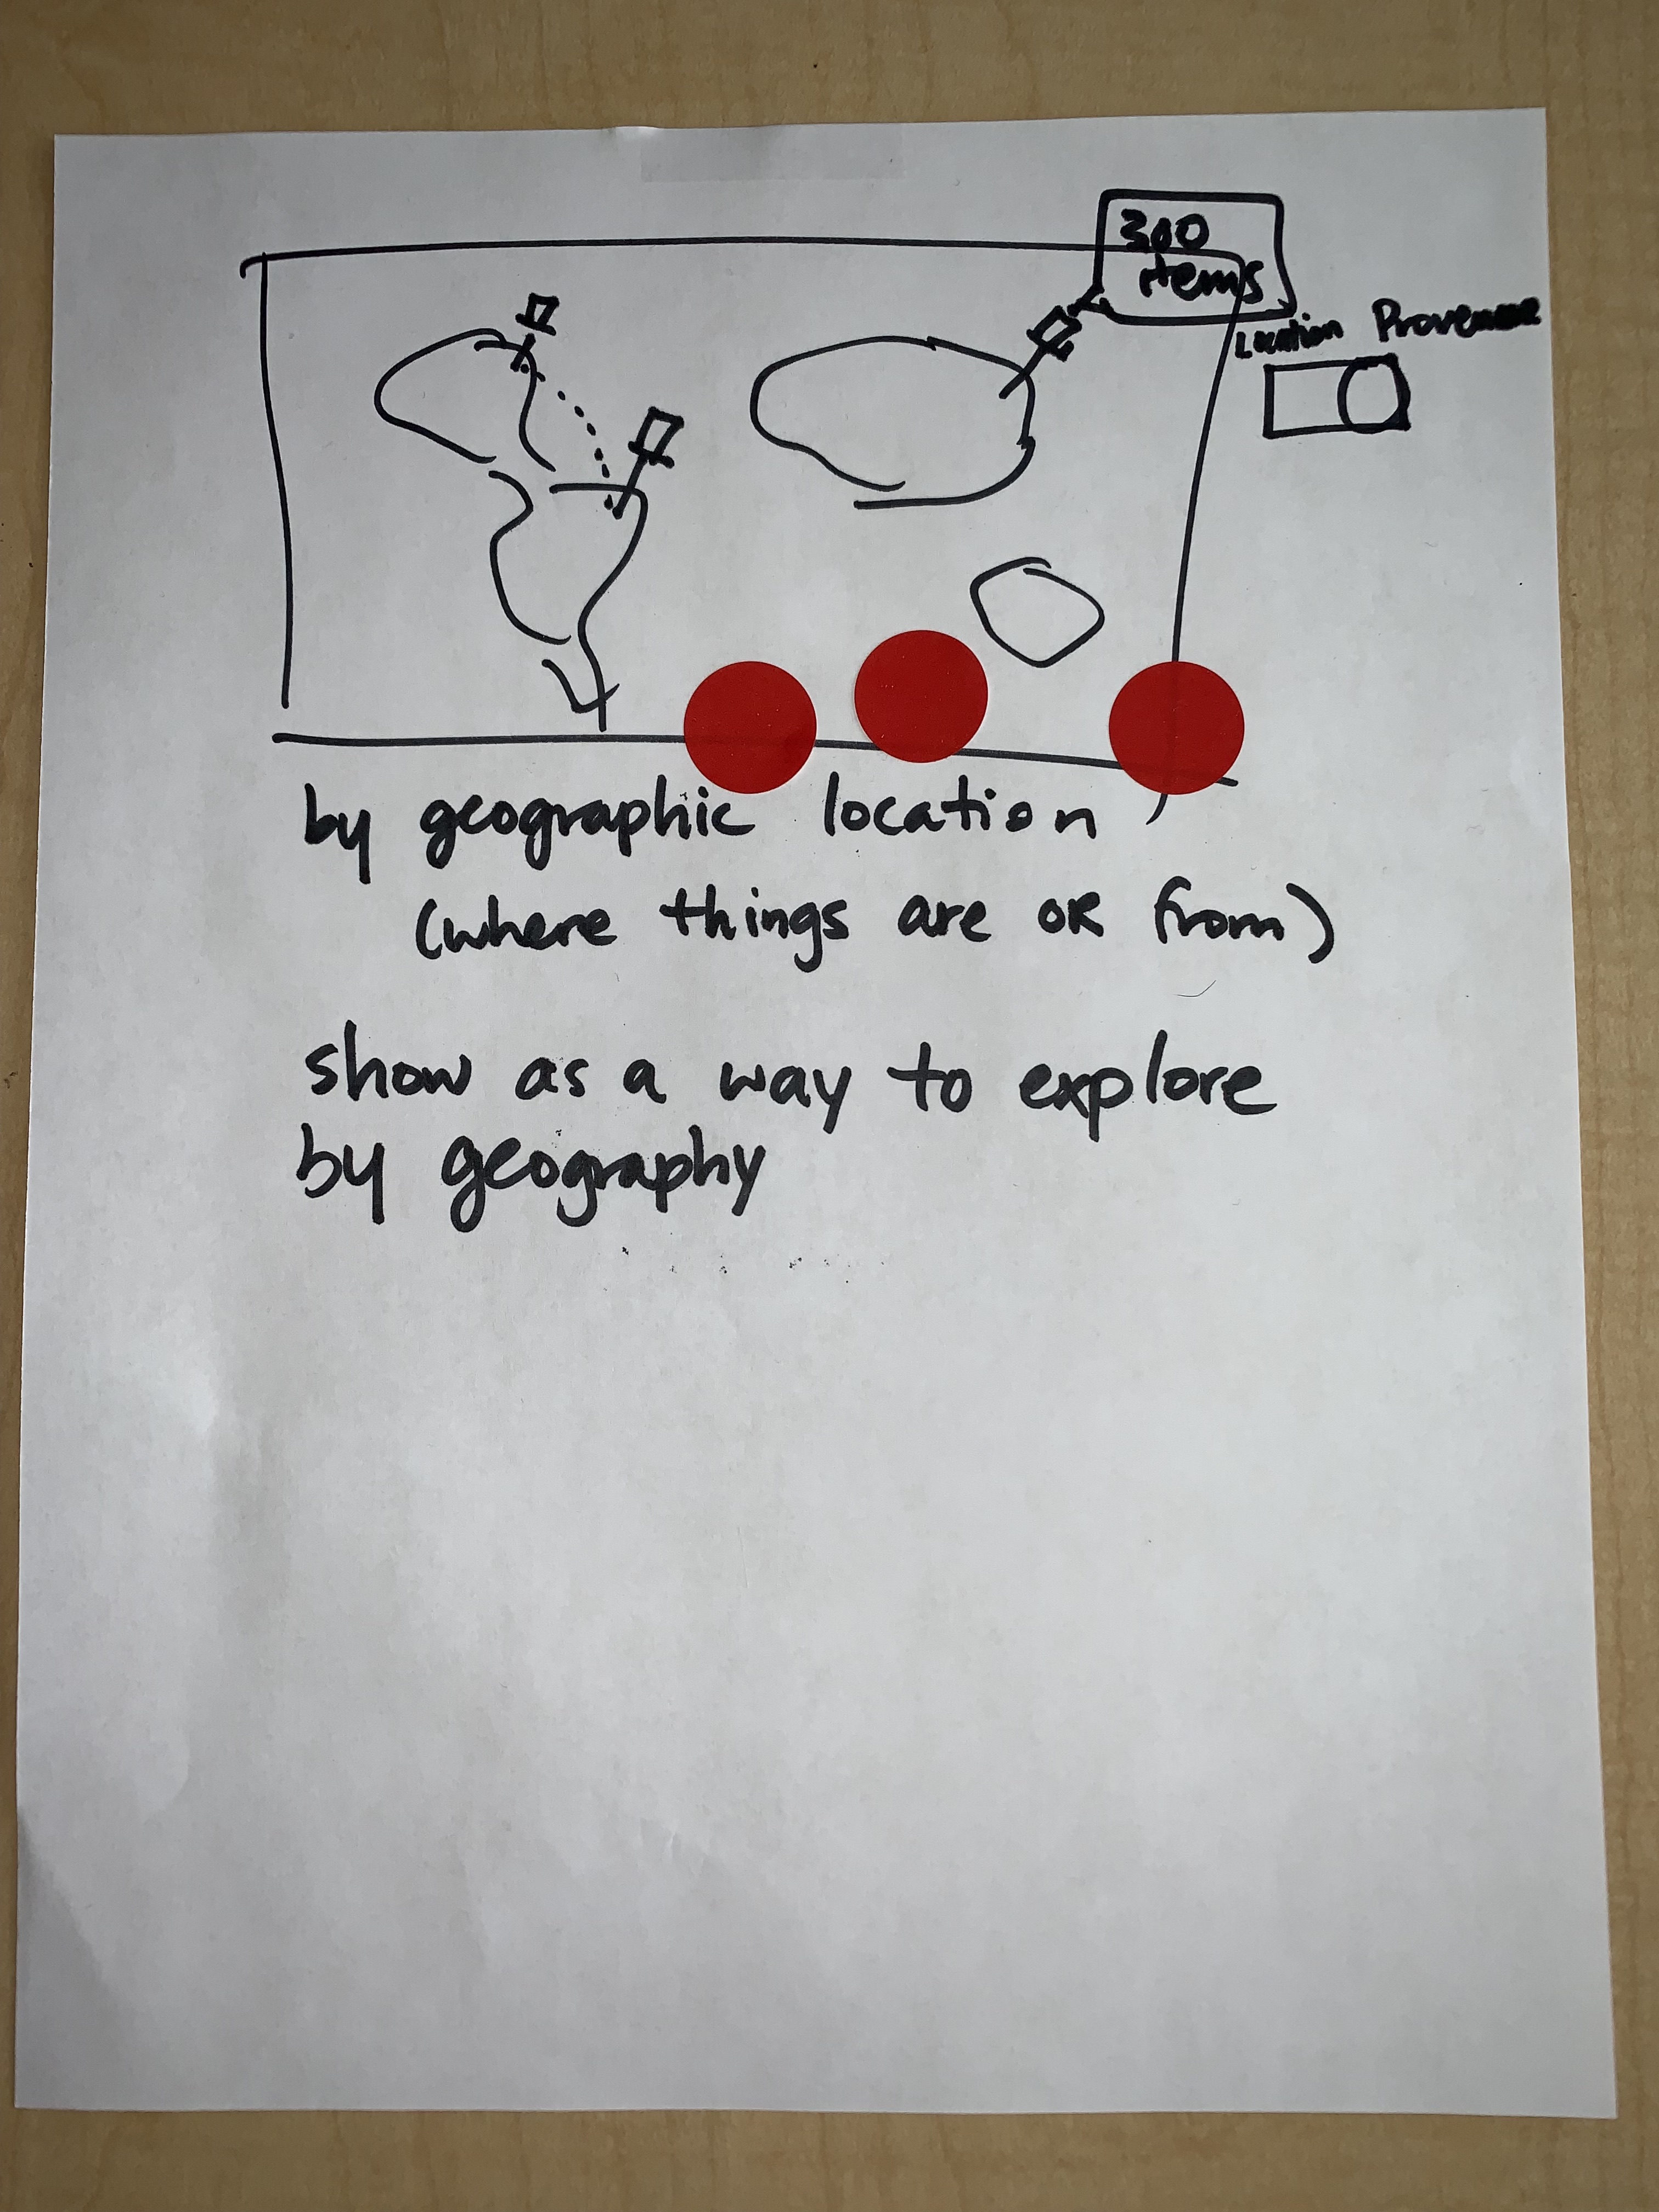 300
items
Location Provenance
by geographic location
(where things are OR from)
show as a way to explore
by geography